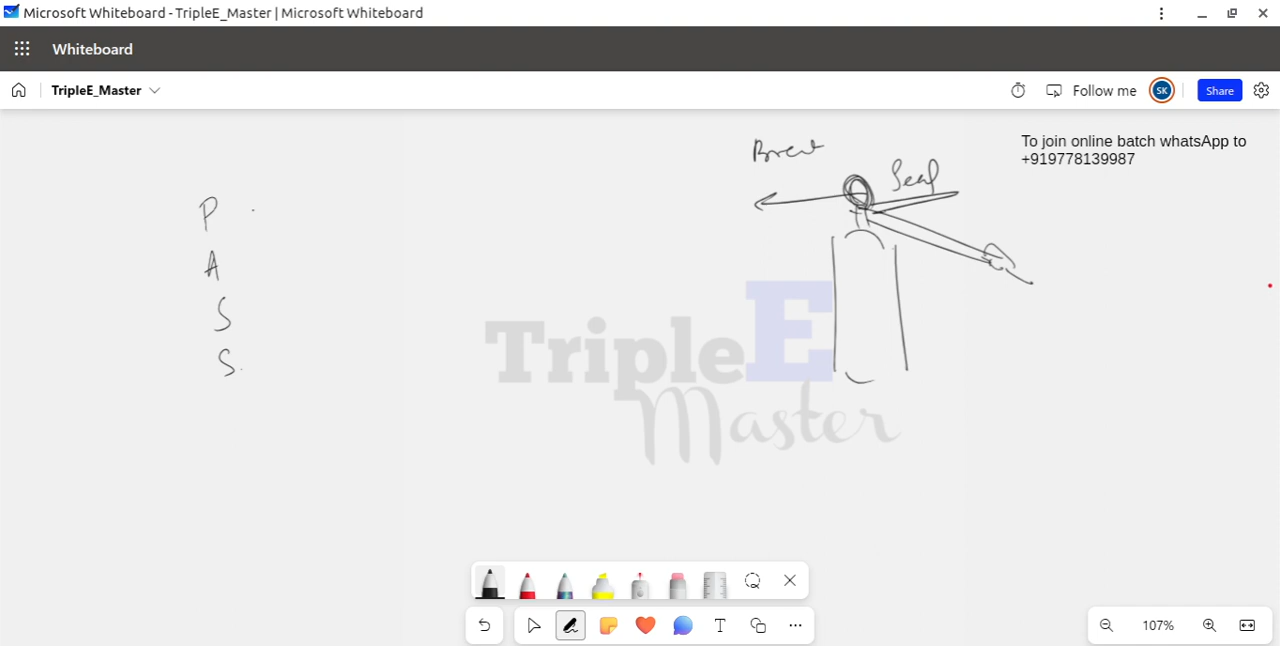 Microsoft Whiteboard - TripleE_Master | Microsoft Whiteboard
Whiteboard
TripleE_Master
Follow me
SK
Share
To join online batch whatsApp to
+919778139987
Seal
P
A
S
S
TripleE
Master
T
107%